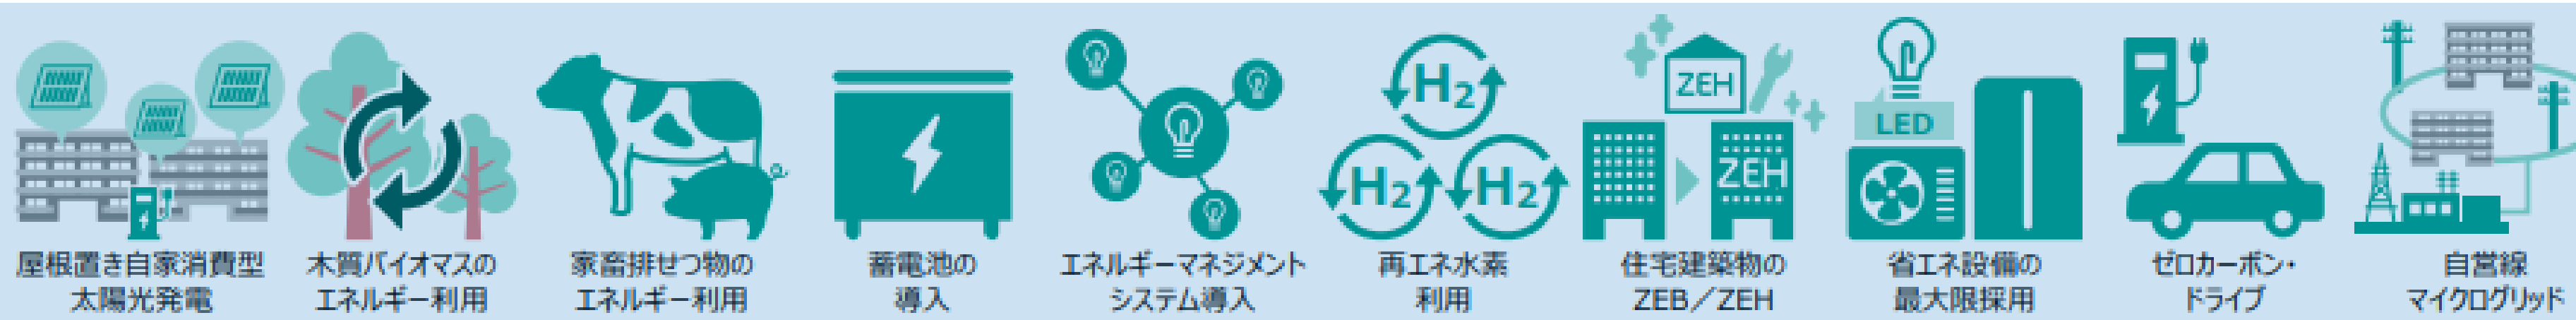 屋根置き自家消費型
太陽光発電
木質バイオマスの
エネルギー利用
家畜排せつ物の
エネルギー利用
蓄電池の
導入
エネルギーマネジメント
システム導入
H2
H2
H2
再エネ水素
利用
ZEH
ZEH
住宅建築物の
ZEB／ZEH
LED
省エネ設備の
最大限採用
ゼロカーボン・
ドライブ
自営線
マイクログリッド